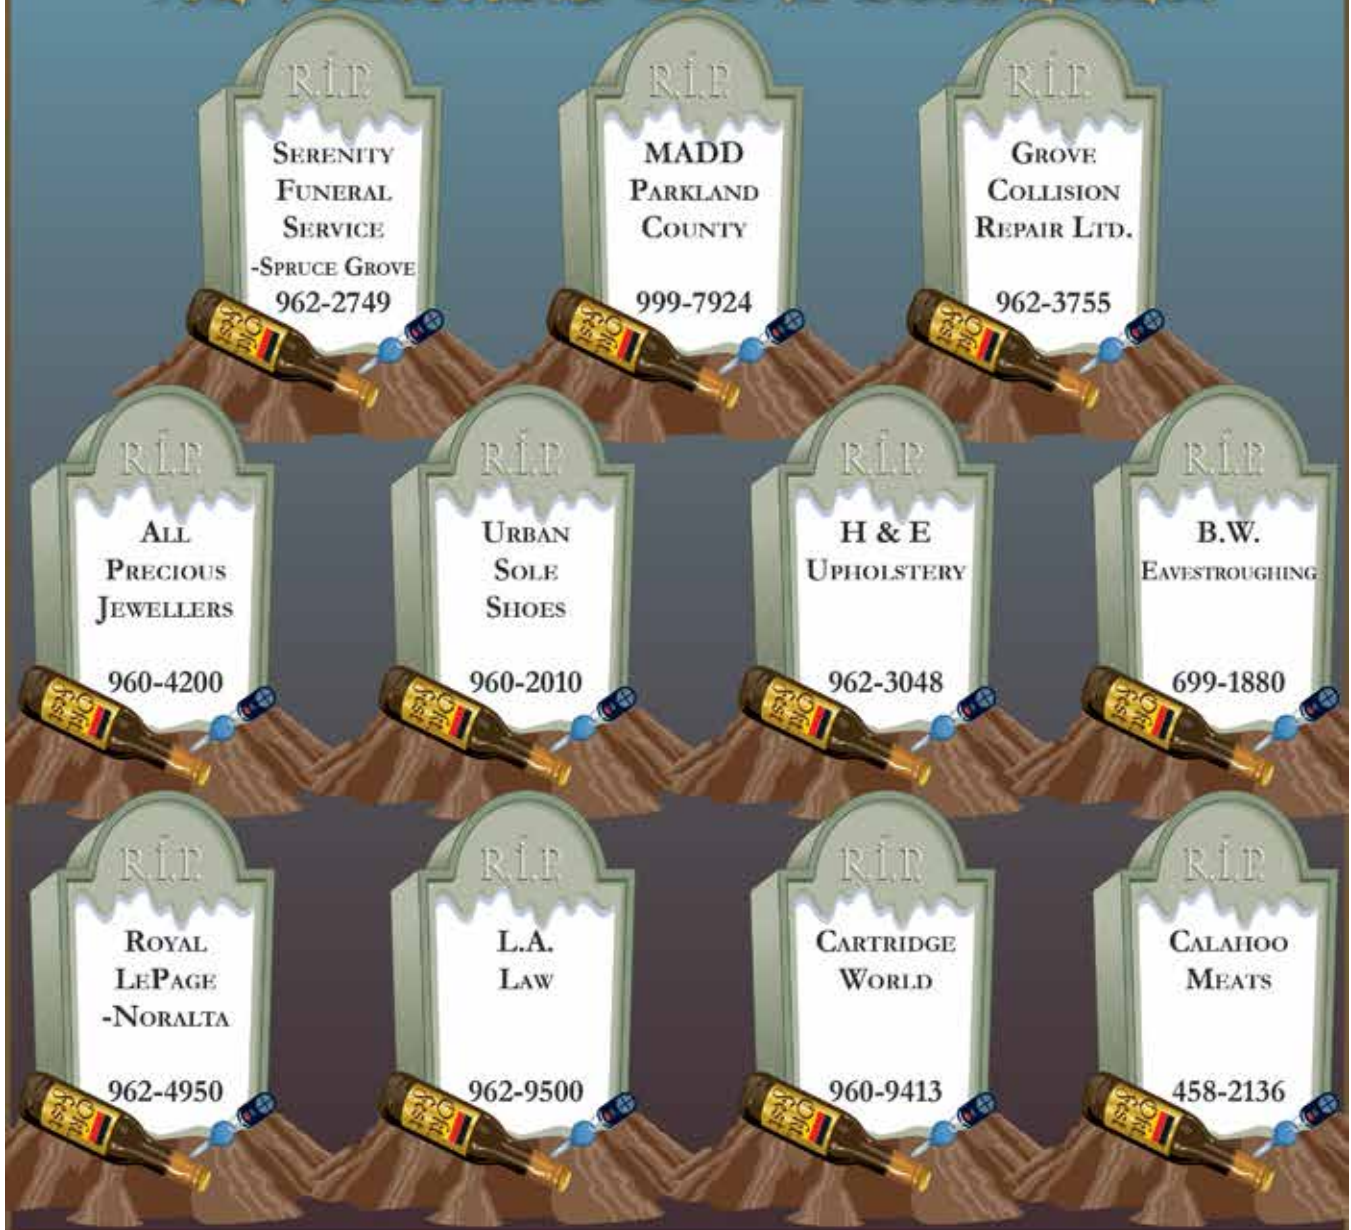 R.I.P.
SERENITY
FUNERAL
SERVICE
-SPRUCE GROVE
962-2749
R.I.P.
MADD
PARKLAND
COUNTY
999-7924
R.I.P.
GROVE
COLLISION
REPAIR LTD.
962-3755
R.I.P.
ALL
PRECIOUS
JEWELLERS
960-4200
R.I.P.
URBAN
SOLE
SHOES
960-2010
R.I.P.
H & E
UPHOLSTERY
962-3048
R.I.P.
B.W.
EAVESTROUGHING
699-1880
R.I.P.
ROYAL
LEPAGE
-NORALTA
962-4950
R.I.P.
L.A.
LAW
962-9500
R.I.P.
CARTRIDGE
WORLD
960-9413
R.I.P.
CALAHOO
MEATS
458-2136